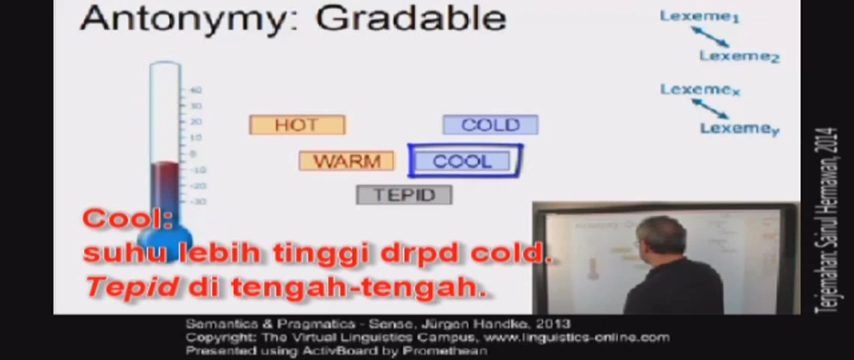 Antonymy: Gradable
Lexeme1
Lexeme2
Lexemex
Lexemey
40
30
20
10
0
-10
-20
-30
HOT
COLD
WARM
COOL
TEPID
Cool:
suhu lebih tinggi drpd cold.
Tepid di tengah-tengah.
Terjemahan: Sainul Hermawan, 2014
Semantics & Pragmatics - Sense, Jürgen Handke, 2013
Copyright: The Virtual Linguistics Campus, www.linguistics-online.com
Presented using ActivBoard by Promethean